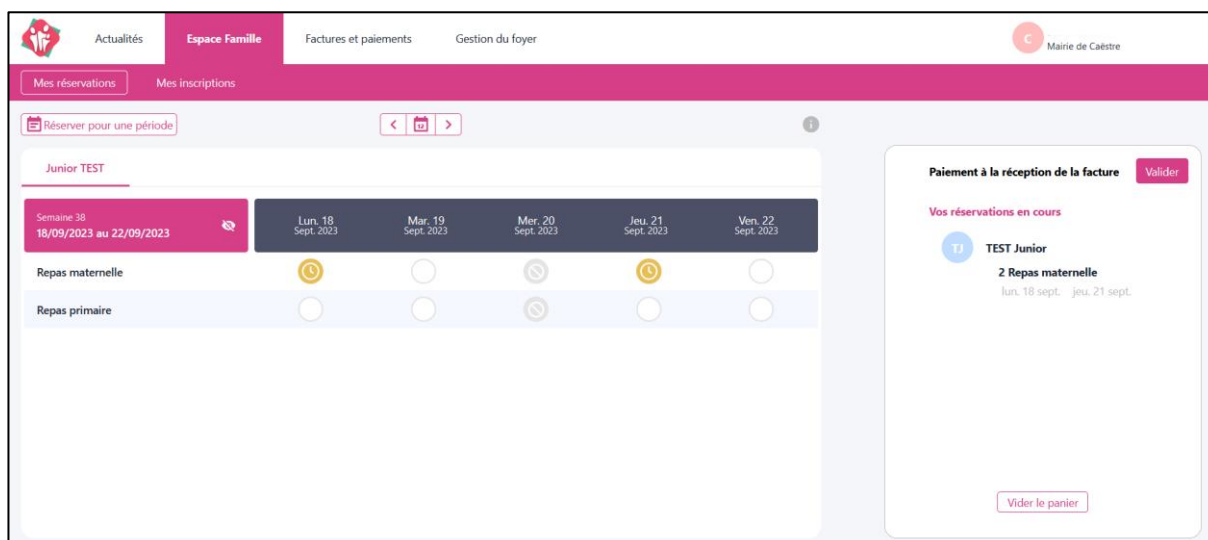 Actualités
Espace Famille
Factures et paiements
Gestion du foyer
C
Mairie de Caëstre
Mes réservations
Mes inscriptions
Réserver pour une période
12
i
Junior TEST
Paiement à la réception de la facture
Valider
Semaine 38
18/09/2023 au 22/09/2023
Lun. 18
Sept. 2023
Mar. 19
Sept. 2023
Mer. 20
Sept. 2023
Jeu. 21
Sept. 2023
Ven. 22
Sept. 2023
Repas maternelle
Repas primaire
Vos réservations en cours
TJ
TEST Junior
2 Repas maternelle
lun. 18 sept. jeu. 21 sept.
Vider le panier